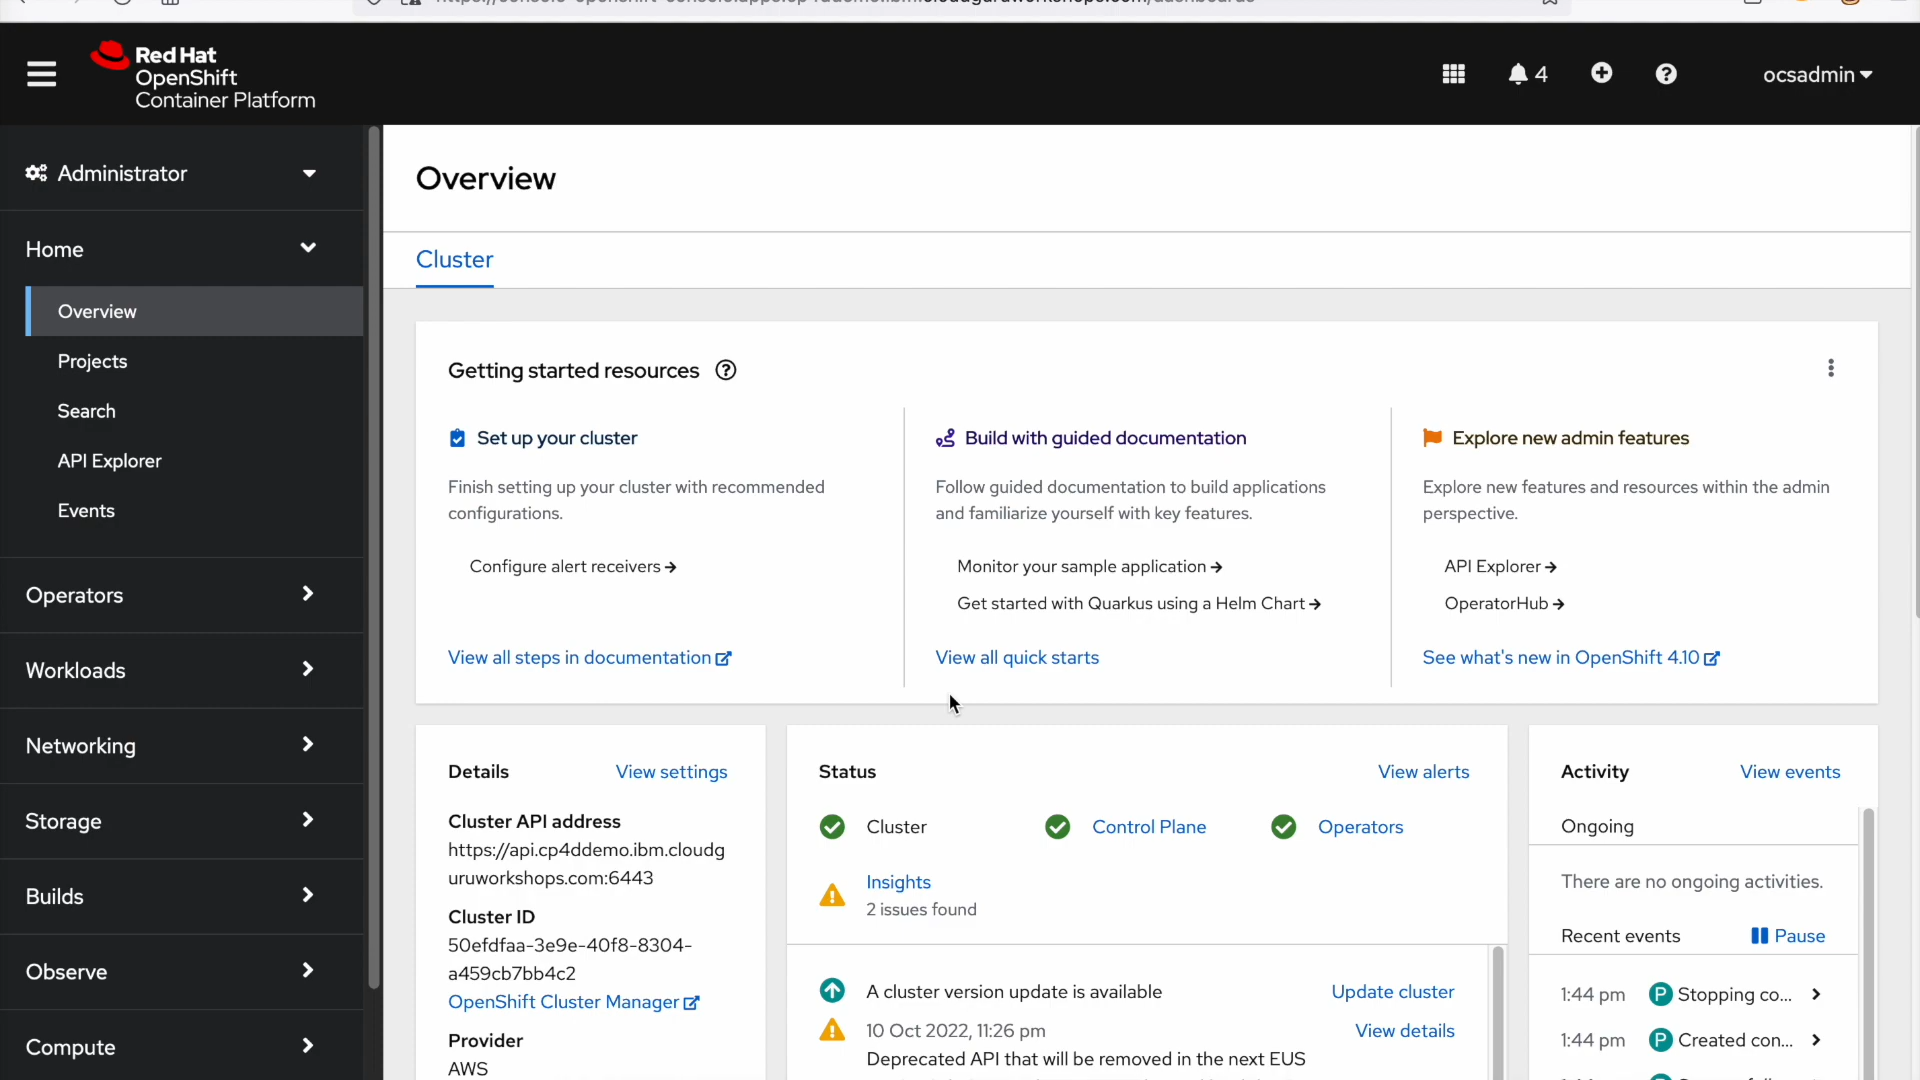 Red Hat
OpenShift
Container Platform
4
ocsadmin
Administrator
Home
Overview
Projects
Search
API Explorer
Events
Operators
Workloads
Networking
Storage
Builds
Observe
Compute
Overview
Cluster
Getting started resources
Set up your cluster
Finish setting up your cluster with recommended
configurations.
Configure alert receivers
View all steps in documentation
Build with guided documentation
Follow guided documentation to build applications
and familiarize yourself with key features.
Monitor your sample application
Get started with Quarkus using a Helm Chart
View all quick starts
Explore new admin features
Explore new features and resources within the admin
perspective.
API Explorer
OperatorHub
See what's new in OpenShift 4.10
Details View settings
Cluster API address
https://api.cp4ddemo.ibm.cloudg
uruworkshops.com:6443
Cluster ID
50efdfaa-3e9e-40f8-8304-
a459cb7bb4c2
OpenShift Cluster Manager
Provider
AWS
Status View alerts
Cluster Control Plane Operators
Insights
2 issues found
A cluster version update is available Update cluster
10 Oct 2022, 11:26 pm View details
Deprecated API that will be removed in the next EUS
Activity View events
Ongoing
There are no ongoing activities.
Recent events Pause
1:44 pm P Stopping co...
1:44 pm P Created con...